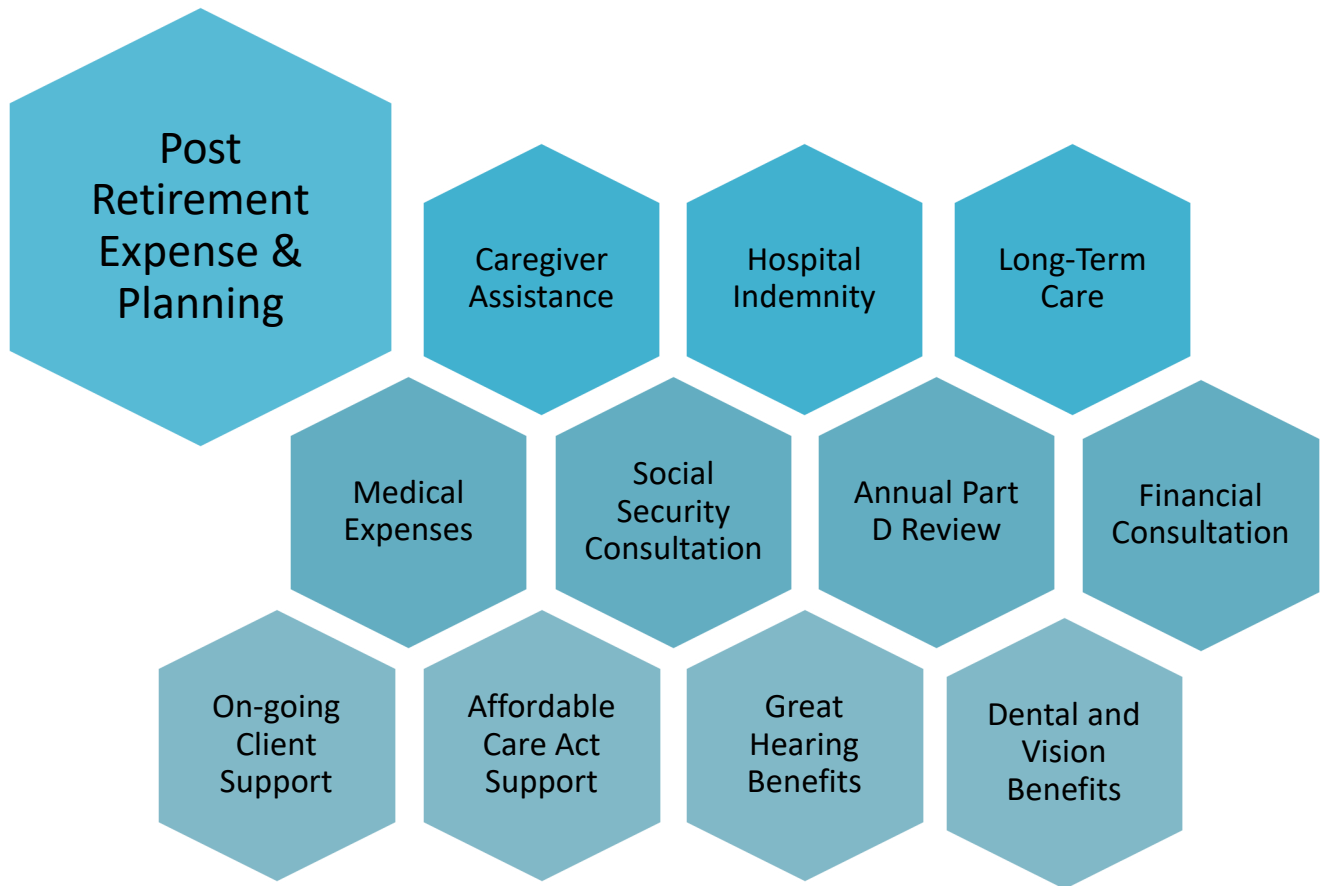 Post
Retirement
Expense &
Planning
Caregiver
Assistance
Hospital
Indemnity
Long-Term
Care
Medical
Expenses
Social
Security
Consultation
Annual Part
D Review
Financial
Consultation
On-going
Client
Support
Affordable
Care Act
Support
Great
Hearing
Benefits
Dental and
Vision
Benefits